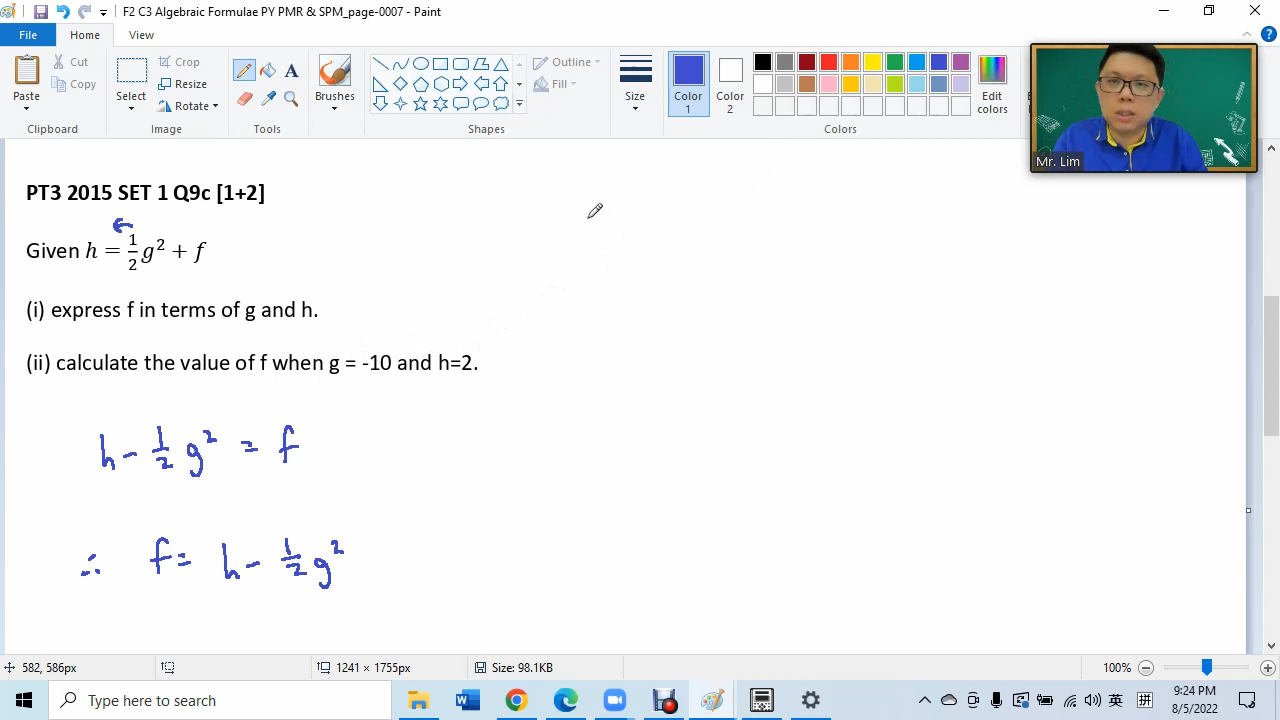 F2 C3 Algebraic Formulae PY PMR & SPM_page-0007 - Paint
File Home View
Paste Cut Copy Select Crop Resize Rotate A Brushes Outline Fill Size Color 1 Color 2 Edit colors
Clipboard Image Tools Shapes Colors
Mr. Lim
PT3 2015 SET 1 Q9c [1+2]
Given h = 1/2 g² + f
(i) express f in terms of g and h.
(ii) calculate the value of f when g = -10 and h=2.
h - 1/2 g² = f
∴ f = h - 1/2 g²
582, 586px 1241 × 1755px Size: 98.1KB 100%
Type here to search 英 拼 9:24 PM
8/5/2022